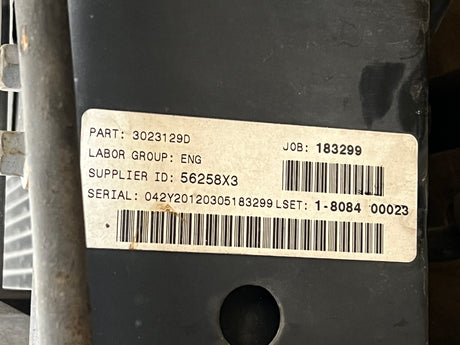 PART: 3023129D JOB: 183299
LABOR GROUP: ENG
SUPPLIER ID: 56258X3
SERIAL: 042Y20120305183299 LSET: 1-8084 00023